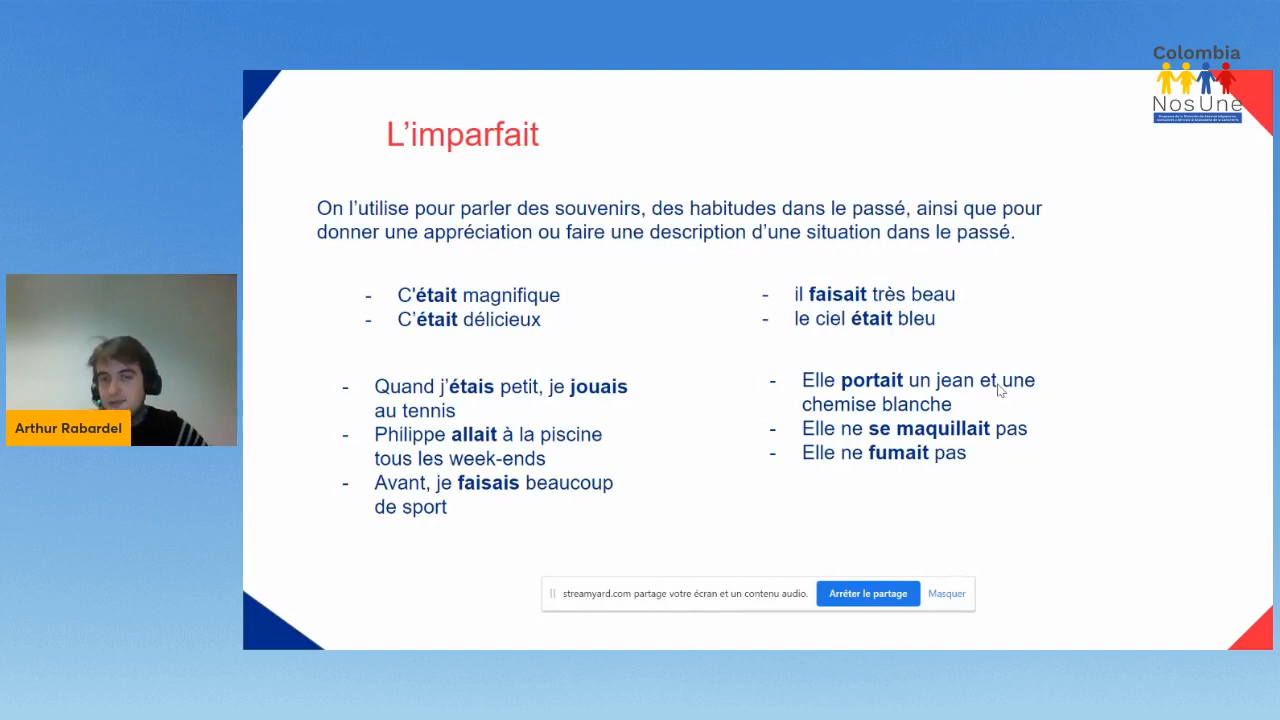 Colombia
NosUne
L'imparfait
On l'utilise pour parler des souvenirs, des habitudes dans le passé, ainsi que pour
donner une appréciation ou faire une description d'une situation dans le passé.
- C'était magnifique
- C'était délicieux
- il faisait très beau
- le ciel était bleu
- Quand j'étais petit, je jouais
au tennis
- Philippe allait à la piscine
tous les week-ends
- Avant, je faisais beaucoup
de sport
- Elle portait un jean et une
chemise blanche
- Elle ne se maquillait pas
- Elle ne fumait pas
Arthur Rabardel
streamyard.com partage votre écran et un contenu audio.
Arrêter le partage
Masquer